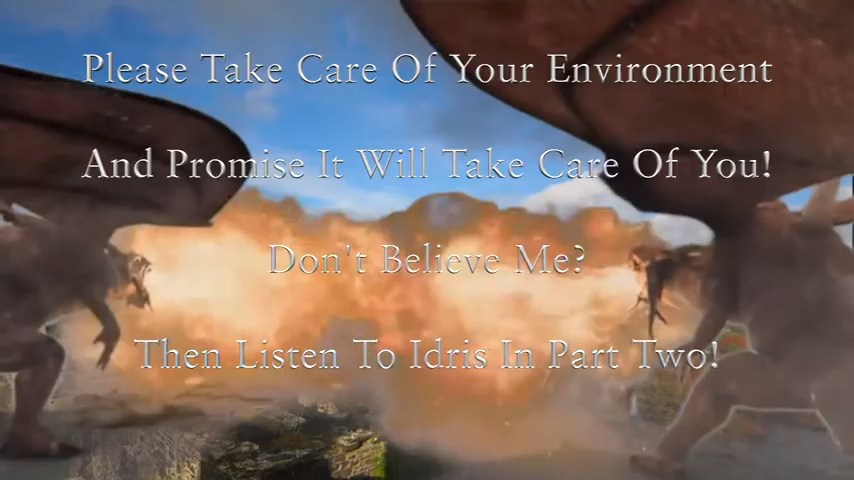 Please Take Care Of Your Environment
And Promise It Will Take Care Of You!
Don't Believe Me?
Then Listen To Idris In Part Two!